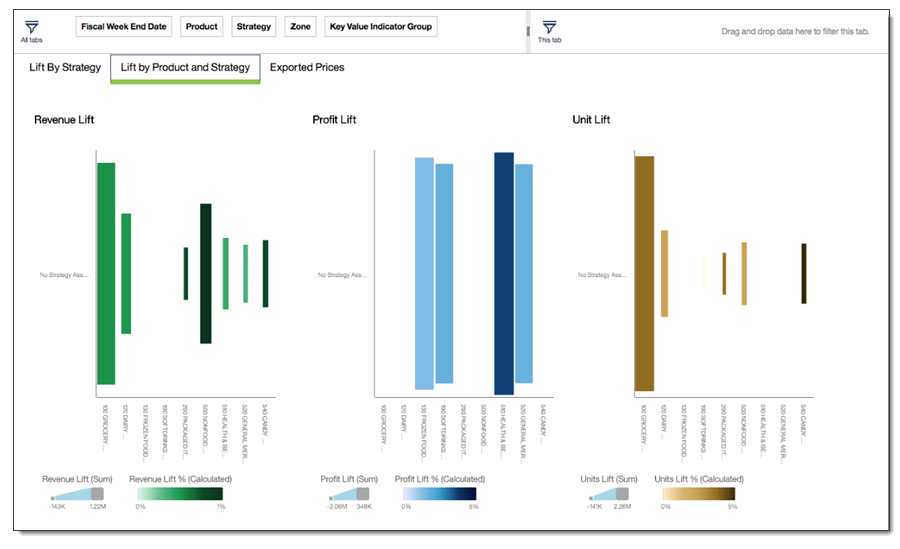 Fiscal Week End Date Product Strategy Zone Key Value Indicator Group
All tabs
This tab
Drag and drop data here to filter this tab.
Lift By Strategy Lift by Product and Strategy Exported Prices
Revenue Lift
No Strategy Ass...
100 GROCERY ...
120 DAIRY ...
130 FROZEN FOOD...
190 SOFTDRINKS ...
250 PACKAGED IT...
500 NONFOOD ...
510 HEALTH & BE...
520 GENERAL MER...
540 CANDY ...
Revenue Lift (Sum) Revenue Lift % (Calculated)
-143K 1.22M 0% 1%
Profit Lift
No Strategy Ass...
100 GROCERY ...
120 DAIRY ...
130 FROZEN FOOD...
190 SOFTDRINKS ...
250 PACKAGED IT...
500 NONFOOD ...
510 HEALTH & BE...
520 GENERAL MER...
540 CANDY ...
Profit Lift (Sum) Profit Lift % (Calculated)
-2.06M 348K 0% 5%
Unit Lift
No Strategy Ass...
100 GROCERY ...
120 DAIRY ...
130 FROZEN FOOD...
190 SOFTDRINKS ...
250 PACKAGED IT...
500 NONFOOD ...
510 HEALTH & BE...
520 GENERAL MER...
540 CANDY ...
Units Lift (Sum) Units Lift % (Calculated)
-141K 2.26M 0% 5%